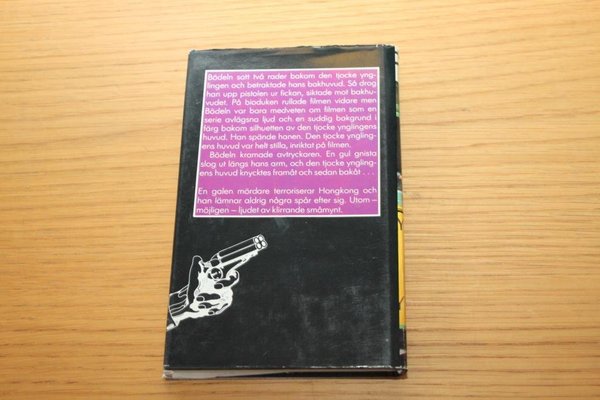 Bödeln satt två rader bakom den tjocke yng-
lingen och betraktade hans bakhuvud. Så drog
han upp pistolen ur fickan, siktade mot bakhu-
vudet. På bioduken rullade filmen vidare men
Bödeln var bara medveten om filmen som en
serie avlägsna ljud och en suddig bakgrund i
färg bakom silhuetten av den tjocke ynglingens
huvud. Han spände hanen. Den tjocke yngling-
ens huvud var helt stilla, inriktat på filmen.
Bödeln kramade avtryckaren. En gul gnista
slog ut längs hans arm, och den tjocke yngling-
ens huvud knycktes framåt och sedan bakåt . . .
En galen mördare terroriserar Hongkong och
han lämnar aldrig några spår efter sig. Utom –
möjligen – ljudet av klirrande småmynt.